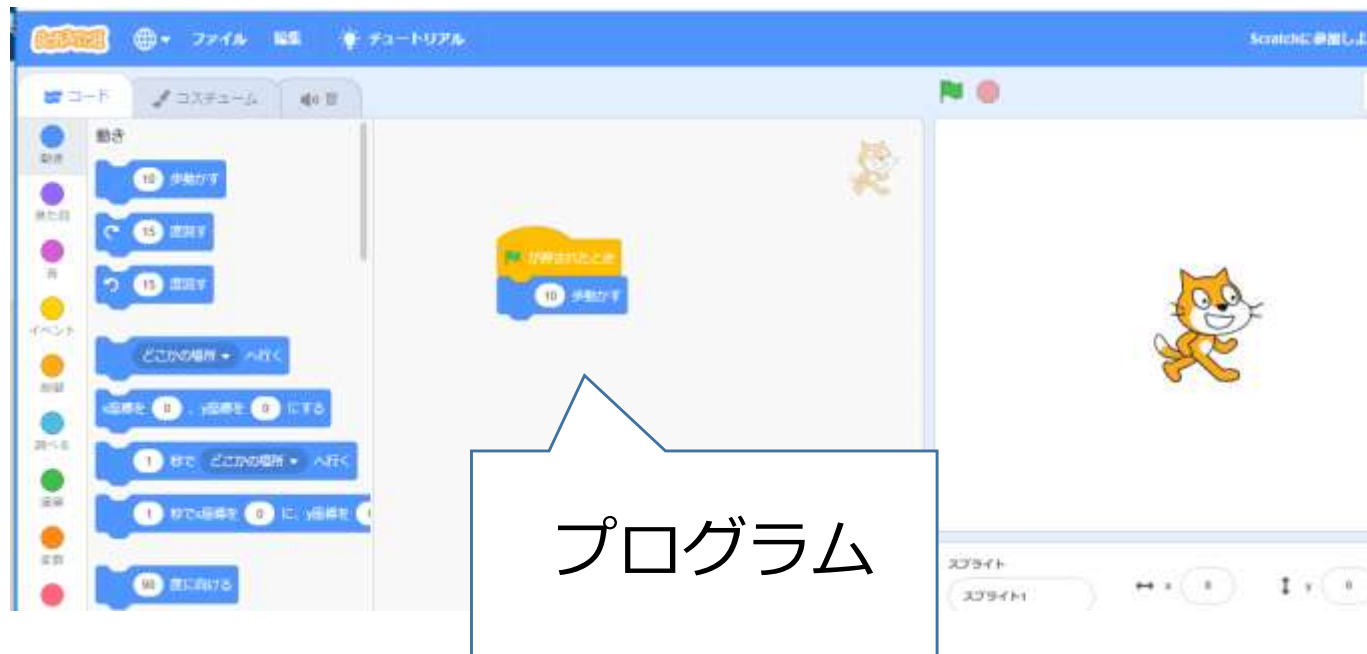 SCRATCH ファイル 編集 チュートリアル
Scratchに参加しよ
コード コスチューム 音
動き
動き
10 歩動かす
見た目
15 度回す
音
15 度回す
イベント
どこかの場所 へ行く
制御
x座標を 0 、y座標を 0 にする
調べる
1 秒で どこかの場所 へ行く
演算
1 秒でx座標を 0 に、y座標を
変数
90 度に向ける
が押されたとき
10 歩動かす
プログラム
スプライト
スプライト1
x 0
y 0